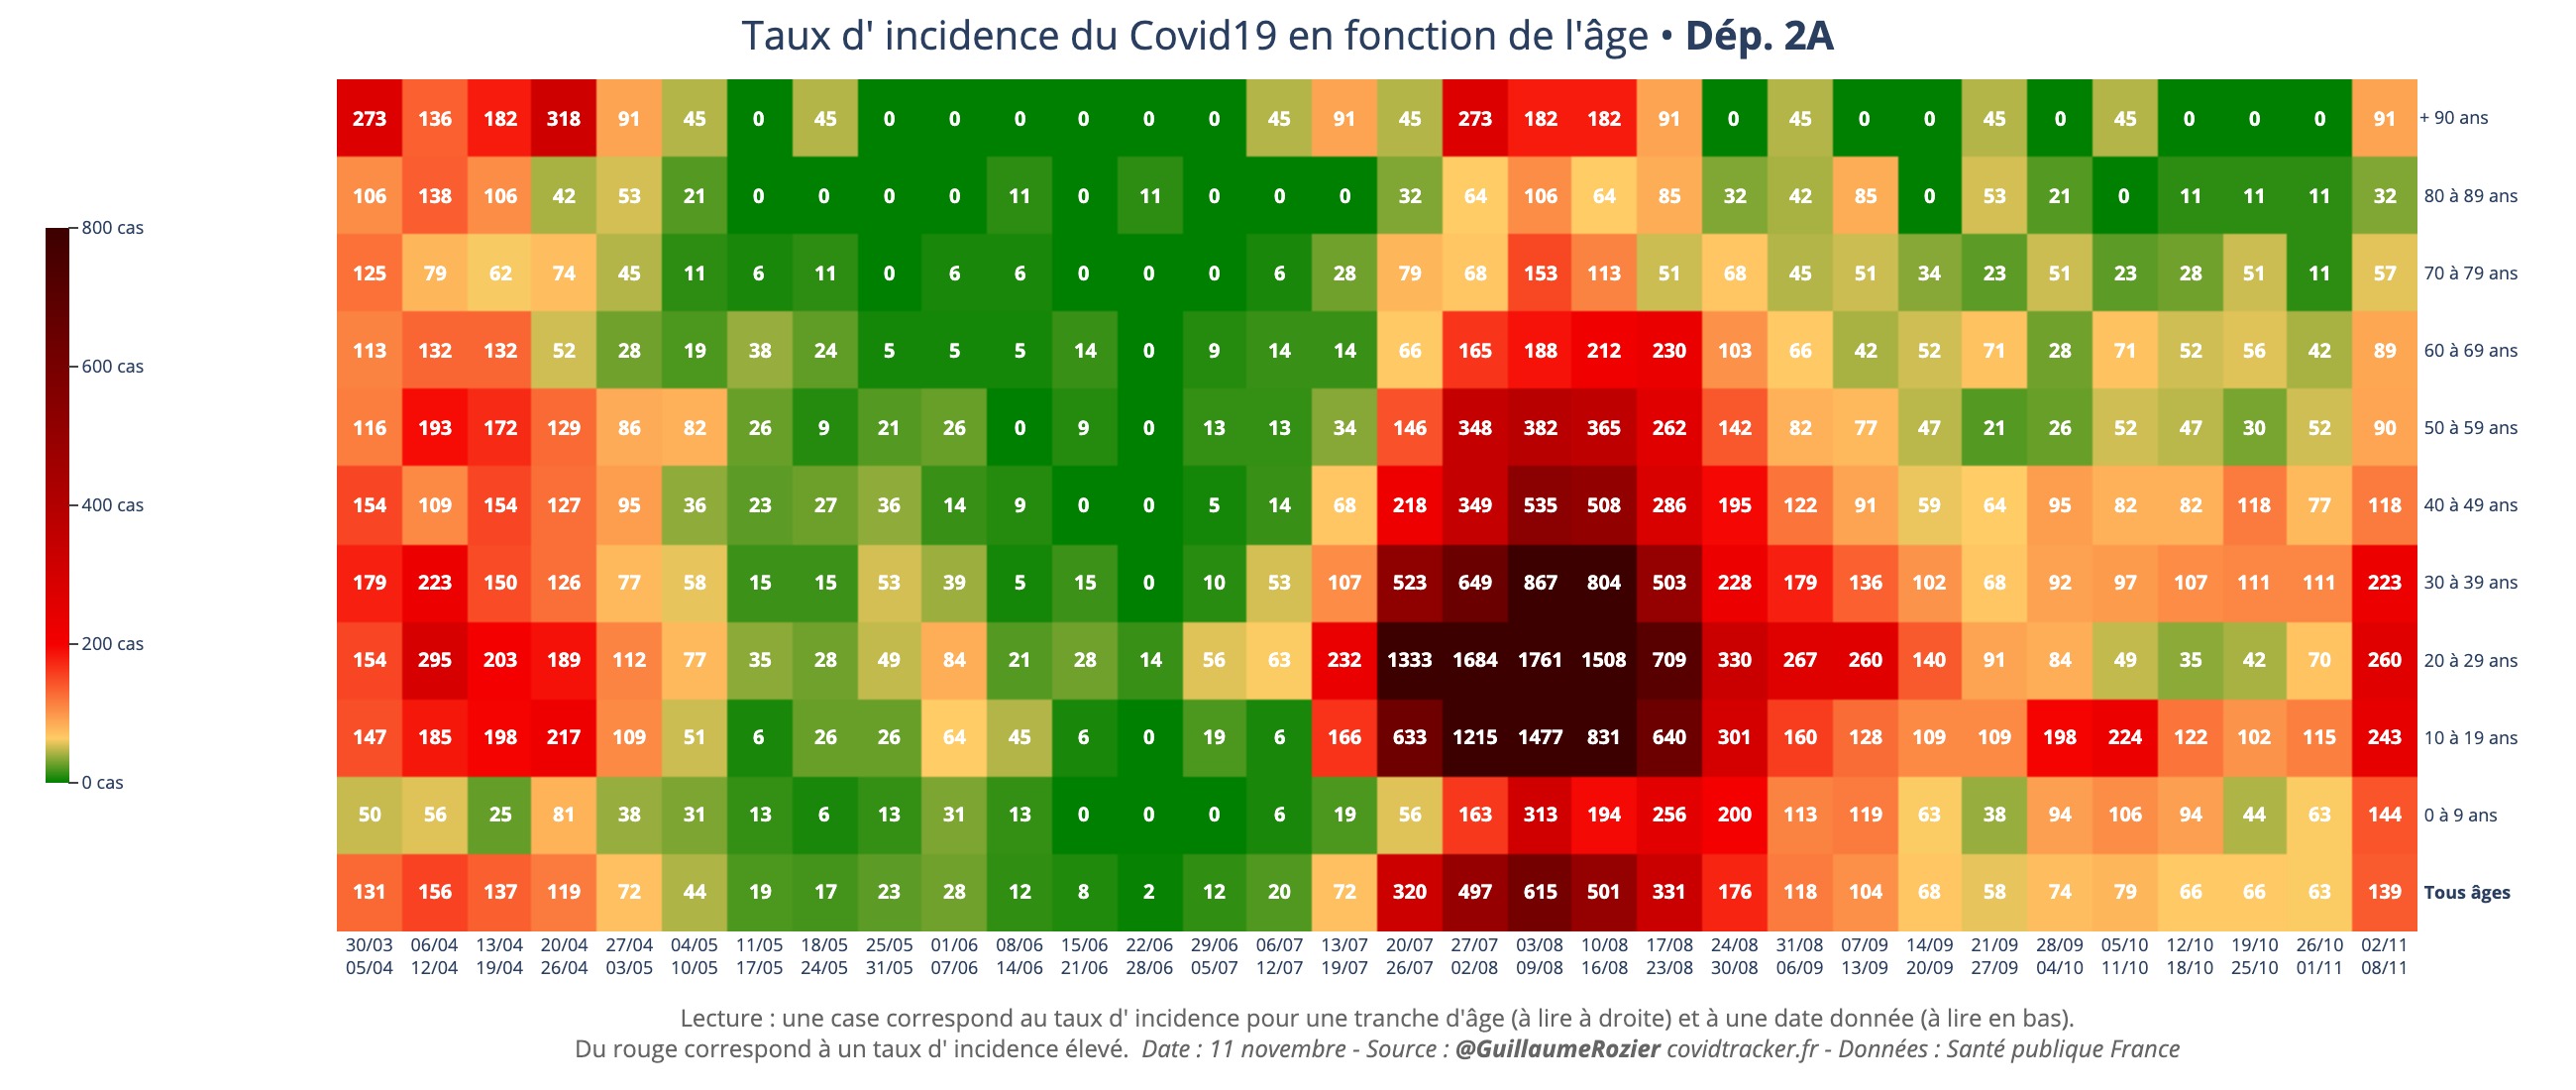 Taux d' incidence du Covid19 en fonction de l'âge • Dép. 2A
273 136 182 318 91 45 0 45 0 0 0 0 0 0 45 91 45 273 182 182 91 0 45 0 0 45 0 45 0 0 0 91 + 90 ans
106 138 106 42 53 21 0 0 0 0 11 0 11 0 0 0 32 64 106 64 85 32 42 85 0 53 21 0 11 11 11 32 80 à 89 ans
800 cas
125 79 62 74 45 11 6 11 0 6 6 0 0 0 6 28 79 68 153 113 51 68 45 51 34 23 51 23 28 51 11 57 70 à 79 ans
113 132 132 52 28 19 38 24 5 5 5 14 0 9 14 14 66 165 188 212 230 103 66 42 52 71 28 71 52 56 42 89 60 à 69 ans
600 cas
116 193 172 129 86 82 26 9 21 26 0 9 0 13 13 34 146 348 382 365 262 142 82 77 47 21 26 52 47 30 52 90 50 à 59 ans
400 cas
154 109 154 127 95 36 23 27 36 14 9 0 0 5 14 68 218 349 535 508 286 195 122 91 59 64 95 82 82 118 77 118 40 à 49 ans
179 223 150 126 77 58 15 15 53 39 5 15 0 10 53 107 523 649 867 804 503 228 179 136 102 68 92 97 107 111 111 223 30 à 39 ans
200 cas
154 295 203 189 112 77 35 28 49 84 21 28 14 56 63 232 1333 1684 1761 1508 709 330 267 260 140 91 84 49 35 42 70 260 20 à 29 ans
147 185 198 217 109 51 6 26 26 64 45 6 0 19 6 166 633 1215 1477 831 640 301 160 128 109 109 198 224 122 102 115 243 10 à 19 ans
0 cas
50 56 25 81 38 31 13 6 13 31 13 0 0 0 6 19 56 163 313 194 256 200 113 119 63 38 94 106 94 44 63 144 0 à 9 ans
131 156 137 119 72 44 19 17 23 28 12 8 2 12 20 72 320 497 615 501 331 176 118 104 68 58 74 79 66 66 63 139 Tous âges
30/03 06/04 13/04 20/04 27/04 04/05 11/05 18/05 25/05 01/06 08/06 15/06 22/06 29/06 06/07 13/07 20/07 27/07 03/08 10/08 17/08 24/08 31/08 07/09 14/09 21/09 28/09 05/10 12/10 19/10 26/10 02/11
05/04 12/04 19/04 26/04 03/05 10/05 17/05 24/05 31/05 07/06 14/06 21/06 28/06 05/07 12/07 19/07 26/07 02/08 09/08 16/08 23/08 30/08 06/09 13/09 20/09 27/09 04/10 11/10 18/10 25/10 01/11 08/11
Lecture : une case correspond au taux d' incidence pour une tranche d'âge (à lire à droite) et à une date donnée (à lire en bas).
Du rouge correspond à un taux d' incidence élevé. Date : 11 novembre - Source : @GuillaumeRozier covidtracker.fr - Données : Santé publique France